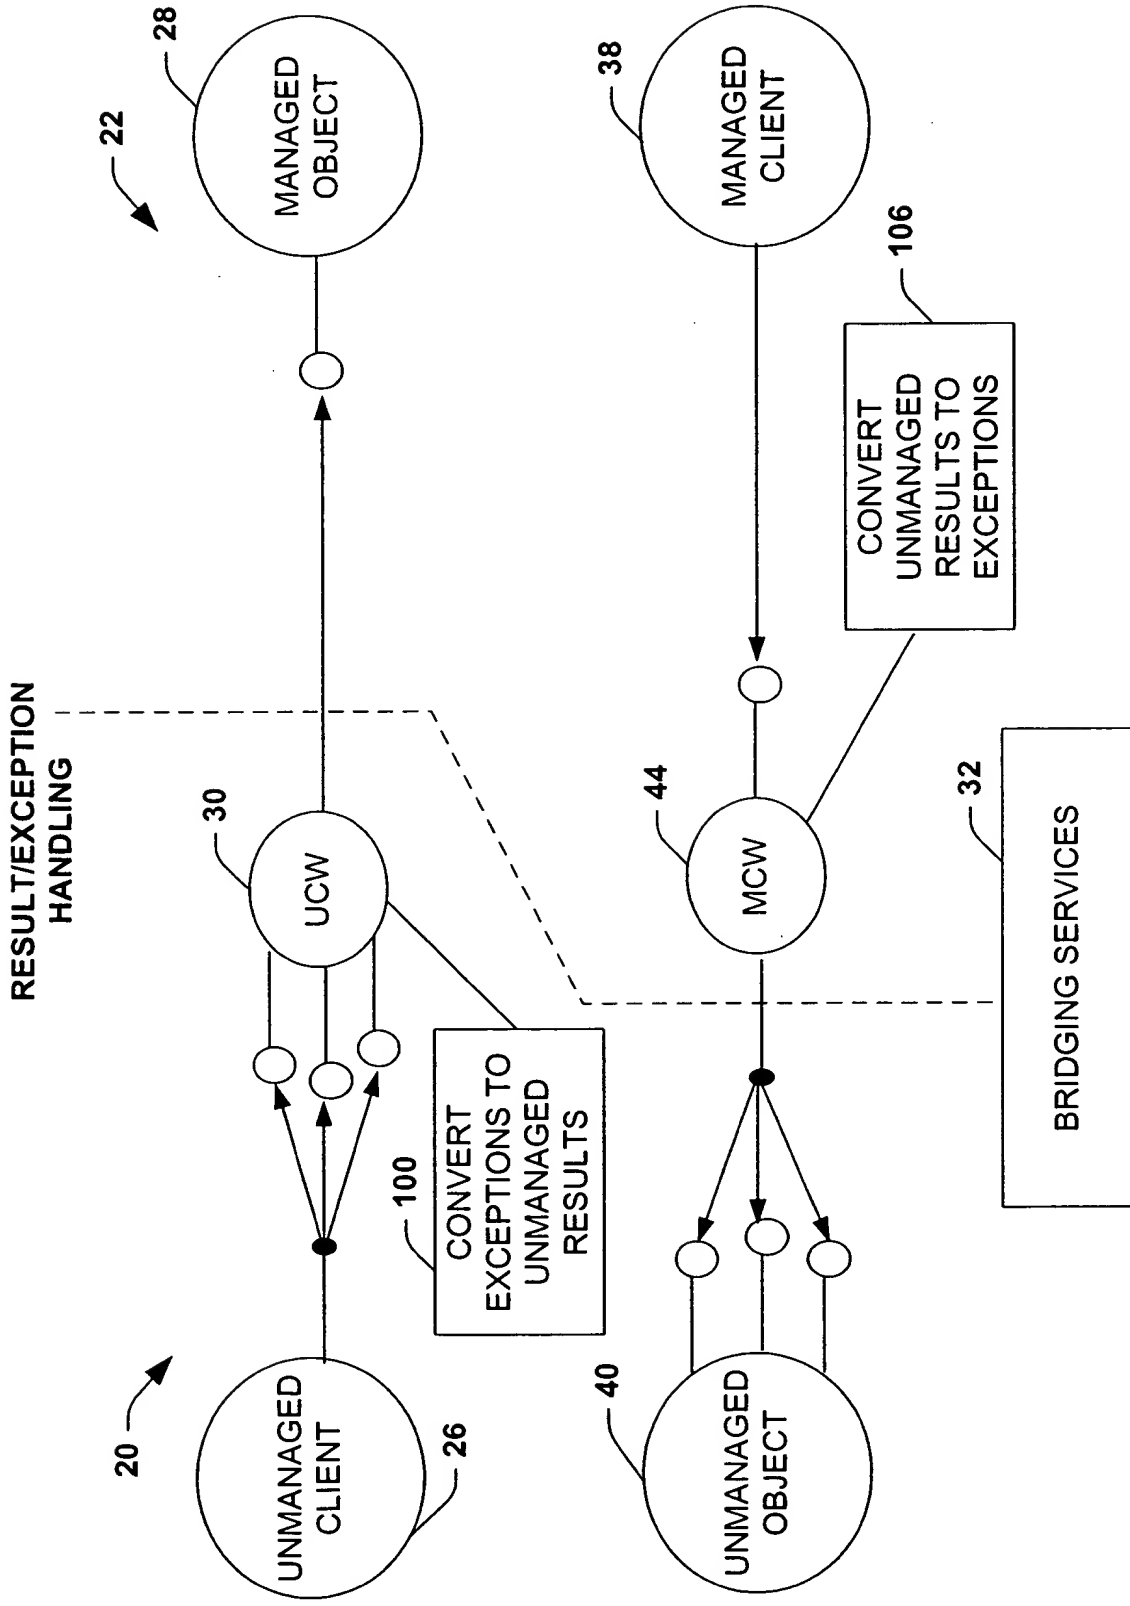 RESULT/EXCEPTION
HANDLING
20
22
UNMANAGED
CLIENT
26
30
UCW
28
MANAGED
OBJECT
100
CONVERT
EXCEPTIONS TO
UNMANAGED
RESULTS
40
UNMANAGED
OBJECT
44
MCW
38
MANAGED
CLIENT
106
CONVERT
UNMANAGED
RESULTS TO
EXCEPTIONS
32
BRIDGING SERVICES